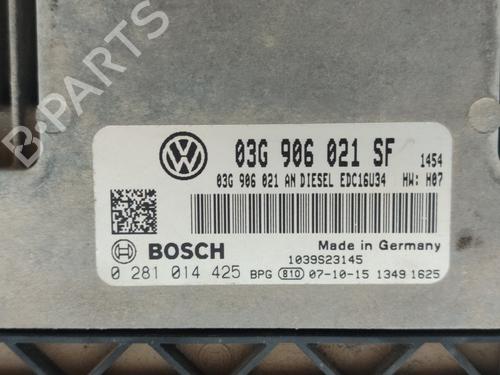 03G 906 021 SF 1454
03G 906 021 AN DIESEL EDC16U34 HW: H07
BOSCH
Made in Germany
1039S23145
0 281 014 425 BPG 810 07-10-15 1349 1625
B-PARTS